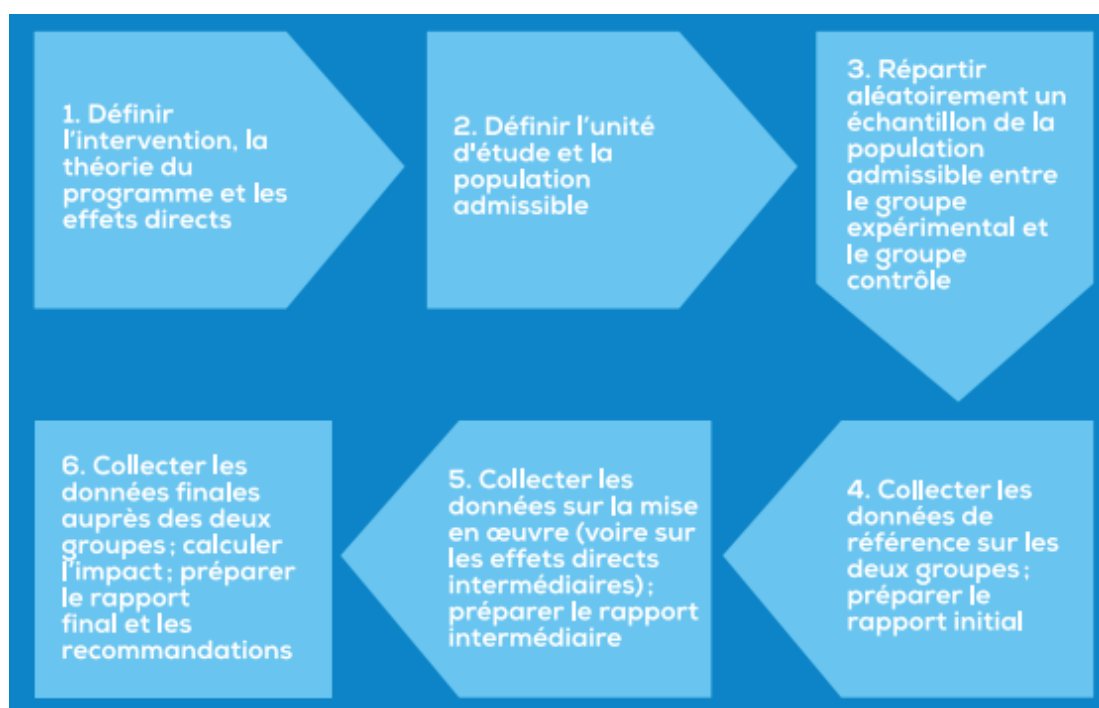 1. Définir
l'intervention, la
théorie du
programme et les
effets directs
2. Définir l'unité
d'étude et la
population
admissible
3. Répartir
aléatoirement un
échantillon de la
population
admissible entre
le groupe
expérimental et
le groupe
contrôle
4. Collecter les
données de
référence sur les
deux groupes ;
préparer le
rapport initial
5. Collecter les
données sur la mise
en œuvre (voire sur
les effets directs
intermédiaires) ;
préparer le rapport
intermédiaire
6. Collecter les
données finales
auprès des deux
groupes ; calculer
l'impact ; préparer
le rapport
final et les
recommandations